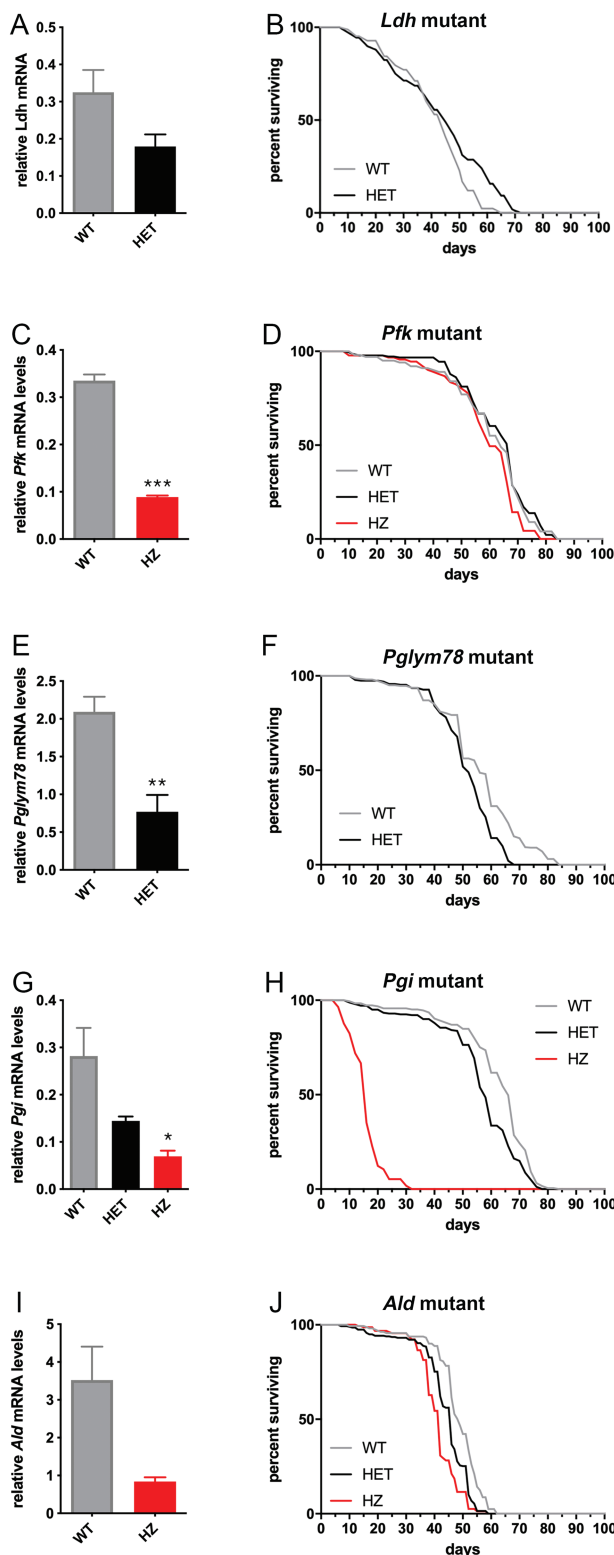 A
relative Ldh mRNA
0.4
0.3
0.2
0.1
0.0
WT
HET
B
Ldh mutant
percent surviving
100
50
0
WT
HET
0 10 20 30 40 50 60 70 80 90 100
days
C
relative Pfk mRNA levels
0.4
0.3
0.2
0.1
0.0
***
WT
HZ
D
Pfk mutant
percent surviving
100
50
0
WT
HET
HZ
0 10 20 30 40 50 60 70 80 90 100
days
E
relative Pglym78 mRNA levels
2.5
2.0
1.5
1.0
0.5
0.0
**
WT
HET
F
Pglym78 mutant
percent surviving
100
50
0
WT
HET
0 10 20 30 40 50 60 70 80 90 100
days
G
relative Pgi mRNA levels
0.4
0.3
0.2
0.1
0.0
*
WT
HET
HZ
H
Pgi mutant
percent surviving
100
50
0
WT
HET
HZ
0 10 20 30 40 50 60 70 80 90 100
days
I
relative Ald mRNA levels
5
4
3
2
1
0
WT
HZ
J
Ald mutant
percent surviving
100
50
0
WT
HET
HZ
0 10 20 30 40 50 60 70 80 90 100
days